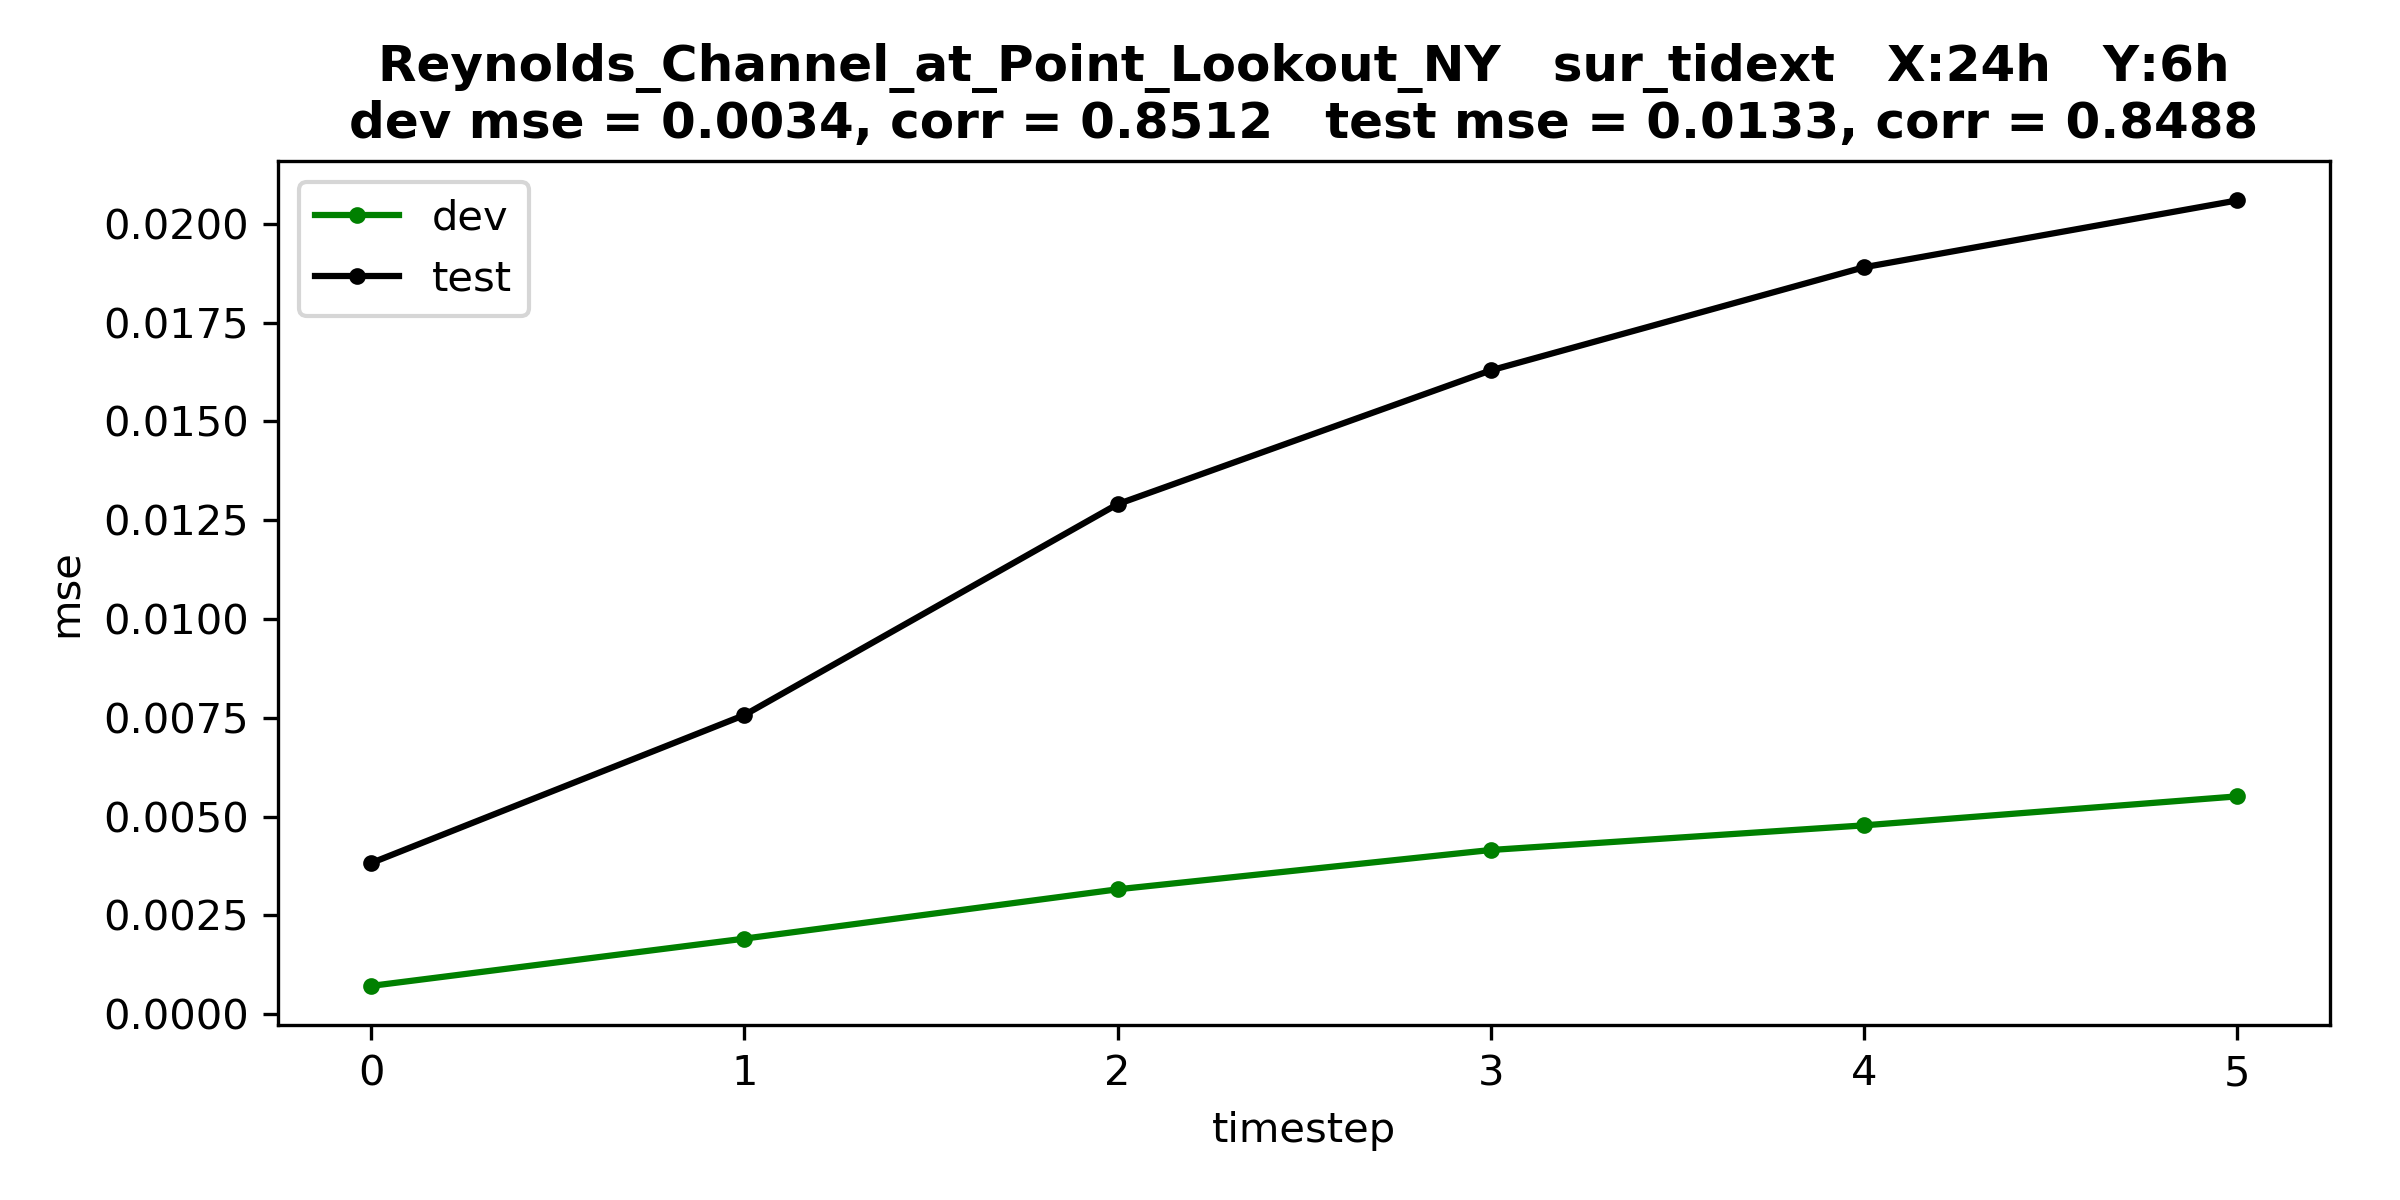 Reynolds_Channel_at_Point_Lookout_NY   sur_tidext   X:24h   Y:6h
dev mse = 0.0034, corr = 0.8512   test mse = 0.0133, corr = 0.8488
dev
test
0.0200
0.0175
0.0150
0.0125
0.0100
0.0075
0.0050
0.0025
0.0000
mse
0 1 2 3 4 5
timestep